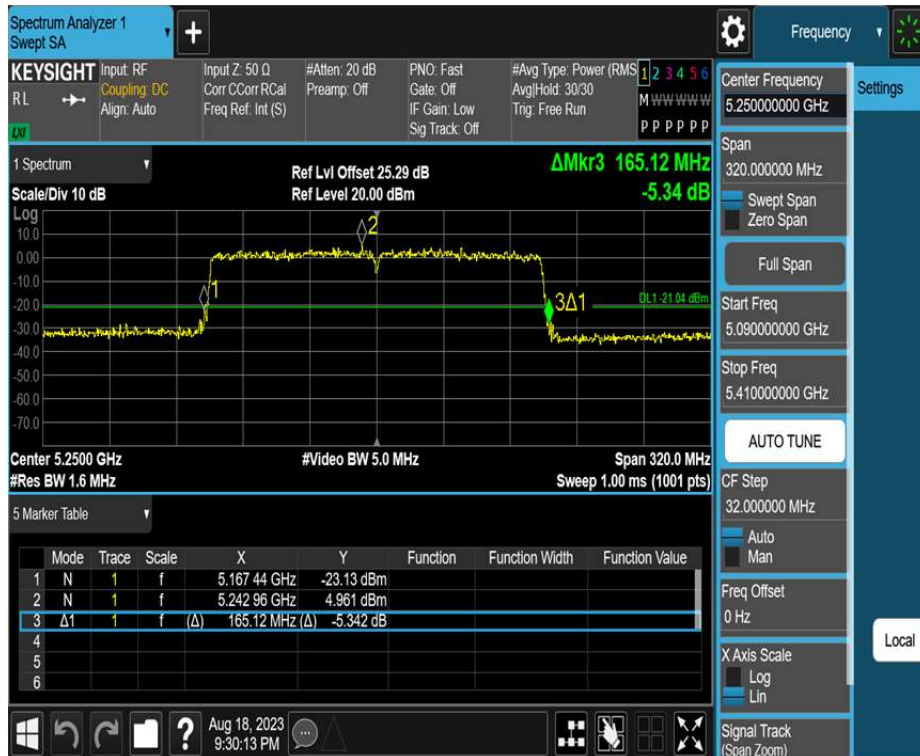 Spectrum Analyzer 1
Swept SA
+
Frequency
KEYSIGHT
RL
LXI
Input: RF
Coupling: DC
Align: Auto
Input Z: 50 Ω
Corr CCorr RCal
Freq Ref: Int (S)
#Atten: 20 dB
Preamp: Off
PNO: Fast
Gate: Off
IF Gain: Low
Sig Track: Off
#Avg Type: Power (RMS
Avg|Hold: 30/30
Trig: Free Run
1 2 3 4 5 6
M W W W W W
P P P P P P
1 Spectrum
Scale/Div 10 dB
Ref Lvl Offset 25.29 dB
Ref Level 20.00 dBm
ΔMkr3 165.12 MHz
-5.34 dB
Log
10.0
0.00
-10.0
-20.0
-30.0
-40.0
-50.0
-60.0
-70.0
1
2
3Δ1
DL1 -21.04 dBm
Center 5.2500 GHz
#Video BW 5.0 MHz
Span 320.0 MHz
#Res BW 1.6 MHz
Sweep 1.00 ms (1001 pts)
5 Marker Table
Mode Trace Scale X Y Function Function Width Function Value
1 N 1 f 5.167 44 GHz -23.13 dBm
2 N 1 f 5.242 96 GHz 4.961 dBm
3 Δ1 1 f (Δ) 165.12 MHz (Δ) -5.342 dB
4
5
6
?
Aug 18, 2023
9:30:13 PM
Center Frequency
5.250000000 GHz
Span
320.000000 MHz
Swept Span
Zero Span
Full Span
Start Freq
5.090000000 GHz
Stop Freq
5.410000000 GHz
AUTO TUNE
CF Step
32.000000 MHz
Auto
Man
Freq Offset
0 Hz
X Axis Scale
Log
Lin
Signal Track
(Span Zoom)
Settings
Local